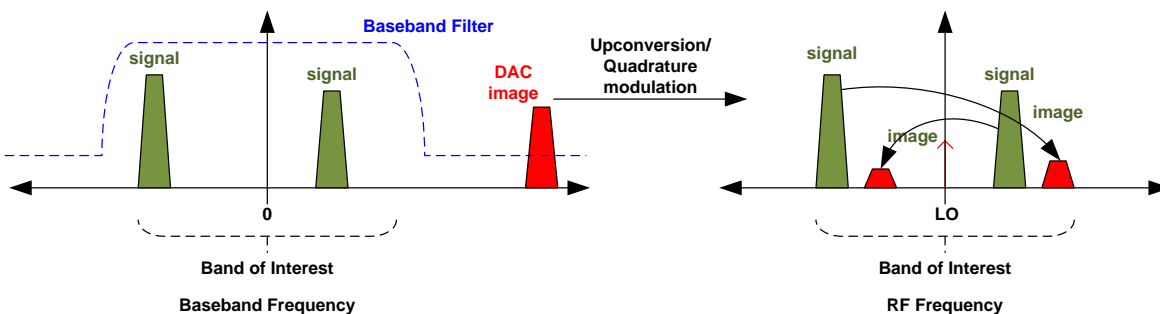 Baseband Filter
signal
signal
DAC
image
0
Band of Interest
Baseband Frequency
Upconversion/
Quadrature
modulation
signal
signal
image
image
LO
Band of Interest
RF Frequency